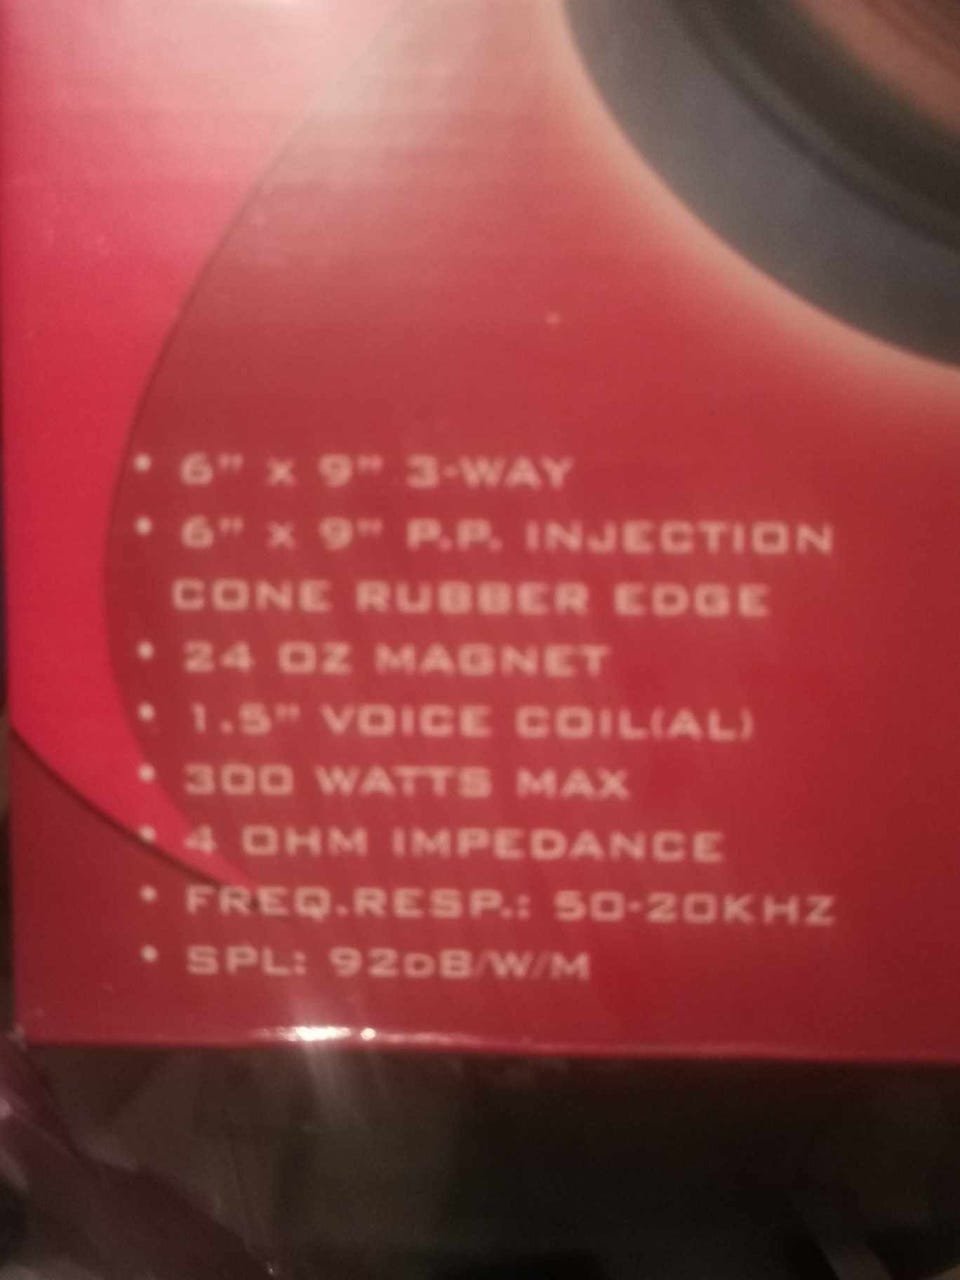 • 6" x 9" 3-WAY
• 6" x 9" P.P. INJECTION
CONE RUBBER EDGE
• 24 OZ MAGNET
• 1.5" VOICE COIL(AL)
• 300 WATTS MAX
• 4 OHM IMPEDANCE
• FREQ.RESP.: 50-20KHZ
• SPL: 92DB/W/M